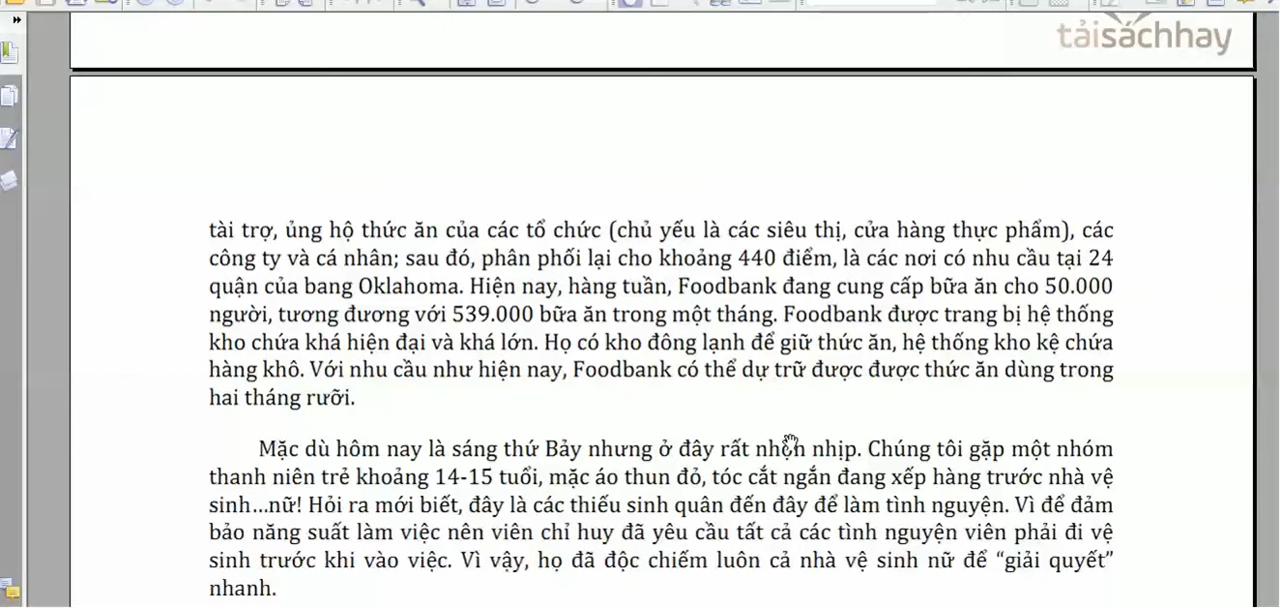 tảisáchhay
tài trợ, ủng hộ thức ăn của các tổ chức (chủ yếu là các siêu thị, cửa hàng thực phẩm), các
công ty và cá nhân; sau đó, phân phối lại cho khoảng 440 điểm, là các nơi có nhu cầu tại 24
quận của bang Oklahoma. Hiện nay, hàng tuần, Foodbank đang cung cấp bữa ăn cho 50.000
người, tương đương với 539.000 bữa ăn trong một tháng. Foodbank được trang bị hệ thống
kho chứa khá hiện đại và khá lớn. Họ có kho đông lạnh để giữ thức ăn, hệ thống kho kệ chứa
hàng khô. Với nhu cầu như hiện nay, Foodbank có thể dự trữ được được thức ăn dùng trong
hai tháng rưỡi.
Mặc dù hôm nay là sáng thứ Bảy nhưng ở đây rất nhộn nhịp. Chúng tôi gặp một nhóm
thanh niên trẻ khoảng 14-15 tuổi, mặc áo thun đỏ, tóc cắt ngắn đang xếp hàng trước nhà vệ
sinh...nữ! Hỏi ra mới biết, đây là các thiếu sinh quân đến đây để làm tình nguyện. Vì để đảm
bảo năng suất làm việc nên viên chỉ huy đã yêu cầu tất cả các tình nguyện viên phải đi vệ
sinh trước khi vào việc. Vì vậy, họ đã độc chiếm luôn cả nhà vệ sinh nữ để “giải quyết”
nhanh.